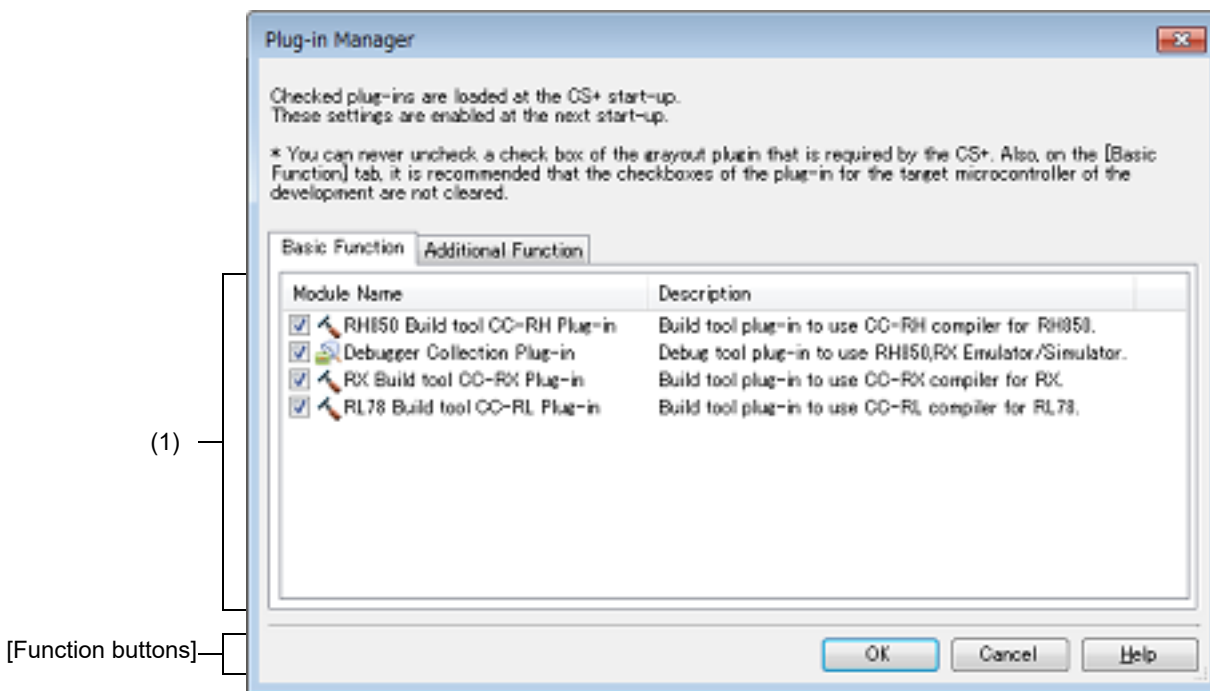 Plug-in Manager
Checked plug-ins are loaded at the CS+ start-up.
These settings are enabled at the next start-up.
* You can never uncheck a check box of the grayout plugin that is required by the CS+. Also, on the [Basic
Function] tab, it is recommended that the checkboxes of the plug-in for the target microcontroller of the
development are not cleared.
Basic Function Additional Function
Module Name Description
RH850 Build tool CC-RH Plug-in Build tool plug-in to use CC-RH compiler for RH850.
Debugger Collection Plug-in Debug tool plug-in to use RH850,RX Emulator/Simulator.
RX Build tool CC-RX Plug-in Build tool plug-in to use CC-RX compiler for RX.
RL78 Build tool CC-RL Plug-in Build tool plug-in to use CC-RL compiler for RL78.
(1)
[Function buttons]
OK Cancel Help